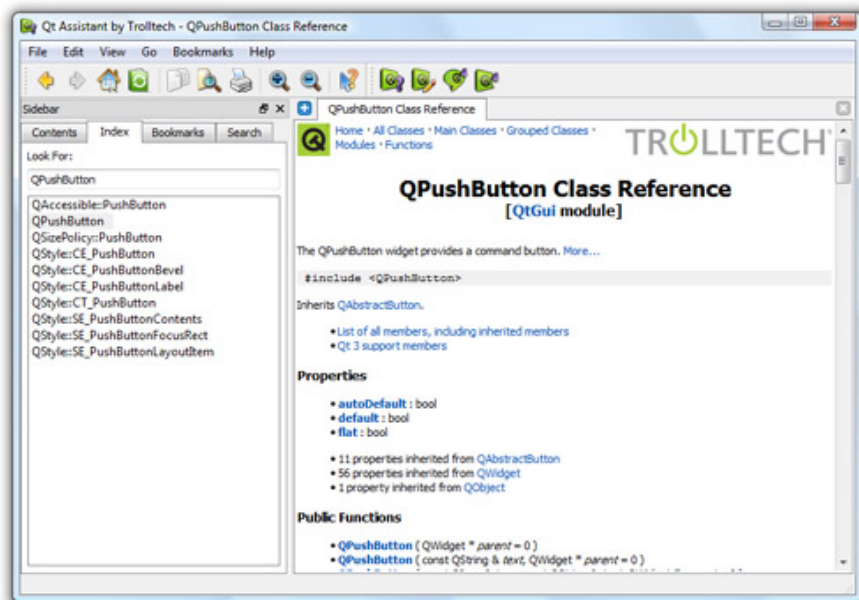 Qt Assistant by Trolltech - QPushButton Class Reference
File Edit View Go Bookmarks Help
Sidebar
Contents Index Bookmarks Search
Look For:
QPushButton
QAccessible::PushButton
QPushButton
QSizePolicy::PushButton
QStyle::CE_PushButton
QStyle::CE_PushButtonBevel
QStyle::CE_PushButtonLabel
QStyle::CT_PushButton
QStyle::SE_PushButtonContents
QStyle::SE_PushButtonFocusRect
QStyle::SE_PushButtonLayoutItem
QPushButton Class Reference
Home · All Classes · Main Classes · Grouped Classes ·
Modules · Functions
TROLLTECH
QPushButton Class Reference
[QtGui module]
The QPushButton widget provides a command button. More...
#include <QPushButton>
Inherits QAbstractButton.
• List of all members, including inherited members
• Qt 3 support members
Properties
• autoDefault : bool
• default : bool
• flat : bool
• 11 properties inherited from QAbstractButton
• 56 properties inherited from QWidget
• 1 property inherited from QObject
Public Functions
• QPushButton ( QWidget * parent = 0 )
• QPushButton ( const QString & text, QWidget * parent = 0 )